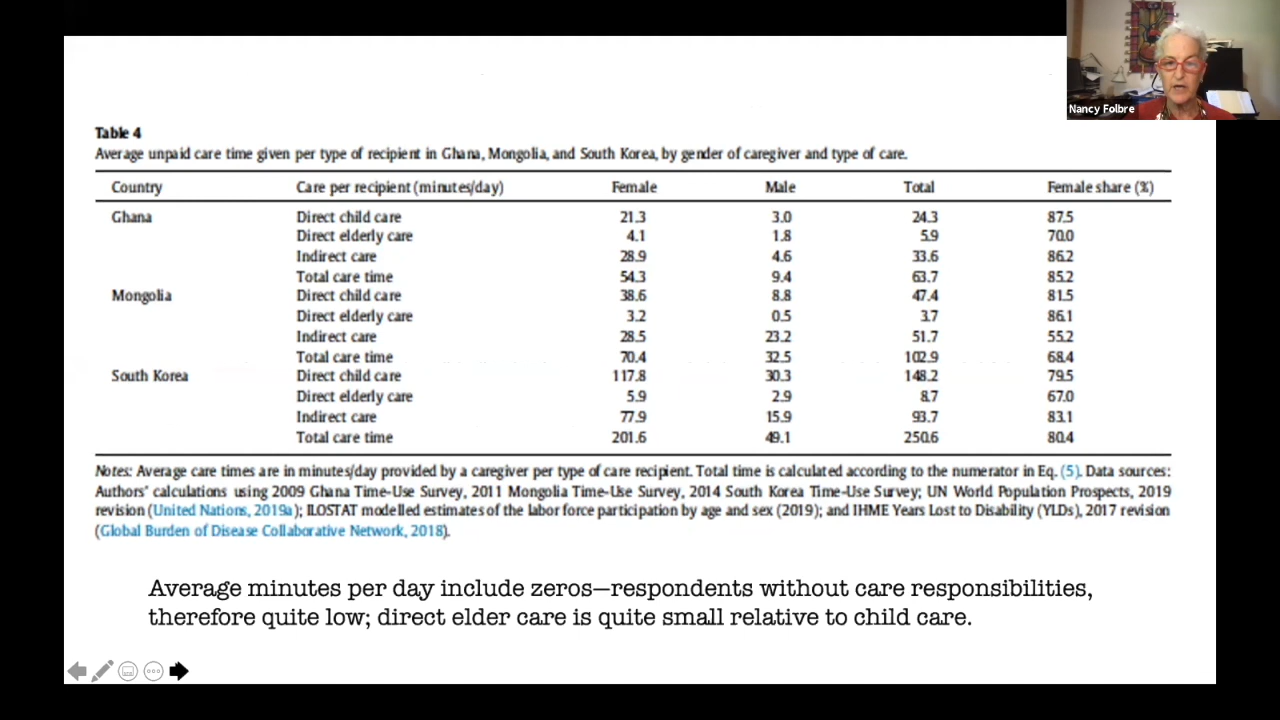 Nancy Folbre
Table 4
Average unpaid care time given per type of recipient in Ghana, Mongolia, and South Korea, by gender of caregiver and type of care.
Country Care per recipient (minutes/day) Female Male Total Female share (%)
Ghana Direct child care 21.3 3.0 24.3 87.5
Direct elderly care 4.1 1.8 5.9 70.0
Indirect care 28.9 4.6 33.6 86.2
Total care time 54.3 9.4 63.7 85.2
Mongolia Direct child care 38.6 8.8 47.4 81.5
Direct elderly care 3.2 0.5 3.7 86.1
Indirect care 28.5 23.2 51.7 55.2
Total care time 70.4 32.5 102.9 68.4
South Korea Direct child care 117.8 30.3 148.2 79.5
Direct elderly care 5.9 2.9 8.7 67.0
Indirect care 77.9 15.9 93.7 83.1
Total care time 201.6 49.1 250.6 80.4
Notes: Average care times are in minutes/day provided by a caregiver per type of care recipient. Total time is calculated according to the numerator in Eq. (5). Data sources:
Authors' calculations using 2009 Ghana Time-Use Survey, 2011 Mongolia Time-Use Survey, 2014 South Korea Time-Use Survey; UN World Population Prospects, 2019
revision (United Nations, 2019a); ILOSTAT modelled estimates of the labor force participation by age and sex (2019); and IHME Years Lost to Disability (YLDs), 2017 revision
(Global Burden of Disease Collaborative Network, 2018).
Average minutes per day include zeros—respondents without care responsibilities,
therefore quite low; direct elder care is quite small relative to child care.